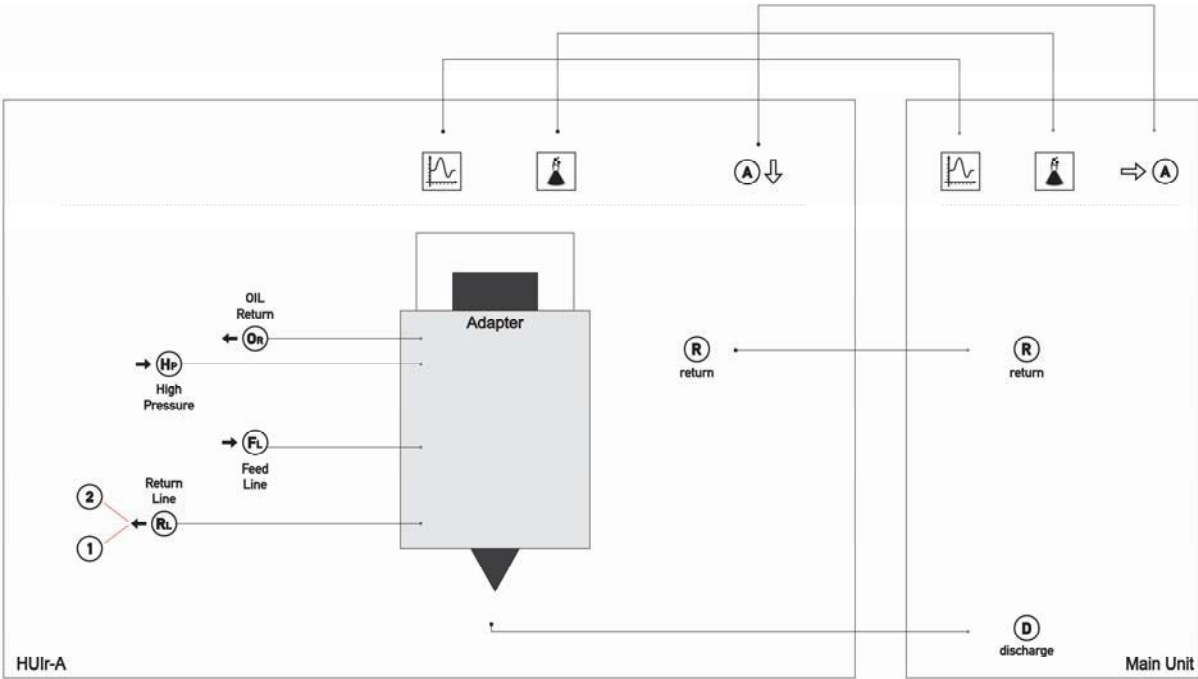 A
A
Adapter
OIL
Return
OR
HP
High
Pressure
FL
Feed
Line
Return
Line
2
RL
1
R
return
R
return
D
discharge
HUIr-A
Main Unit